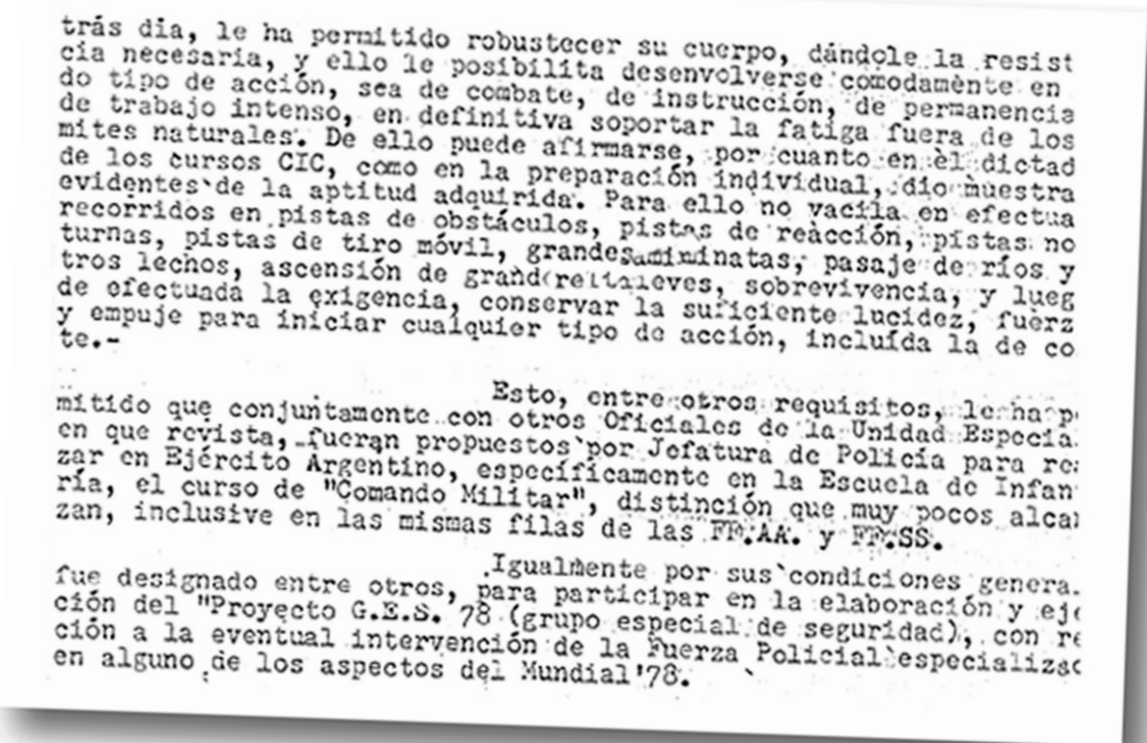 trás dia, le ha permitido robustecer su cuerpo, dándole la resist
cia necesaria, y ello le posibilita desenvolverse comodamènte en
do tipo de acción, sea de combate, de instrucción, de permanencia
de trabajo intenso, en definitiva soportar la fatiga fuera de los
mites naturales. De ello puede afirmarse, por cuanto en èl dictad
de los cursos CIC, como en la preparación individual, dio muestra
evidentes de la aptitud adquirida. Para ello no vacila en efectua
recorridos en pistas de obstáculos, pistas de reacción, pistas no
turnas, pistas de tiro móvil, grandes pasaje de ríos y
tros lechos, ascensión de sobrevivencia, y lueg
de efectuada la exigencia, conservar la suficiente lucidez, fuerz
y empuje para iniciar cualquier tipo de acción, incluída la de co
te.-
Esto, entre otros requisitos, le ha p
mitido que conjuntamente con otros Oficiales de la Unidad Especia
en que revista, fueran propuestos por Jefatura de Policía para re
zar en Ejército Argentino, específicamente en la Escuela de Infan
ría, el curso de "Comando Militar", distinción que muy pocos alca
zan, inclusive en las mismas filas de las FF.AA. y FF.SS.
Igualmente por sus condiciones genera
fue designado entre otros, para participar en la elaboración y eje
ción del "Proyecto G.E.S. '78 (grupo especial de seguridad), con re
ción a la eventual intervención de la Fuerza Policial especializad
en alguno de los aspectos del Mundial '78.